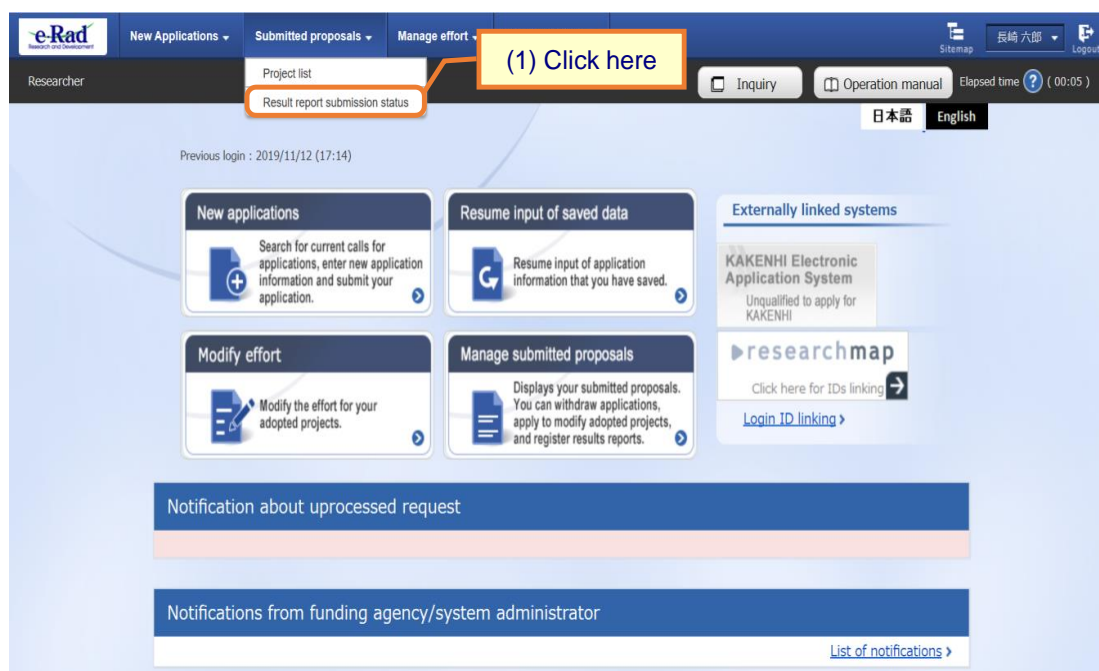 e-Rad
Research and Development
New Applications
Submitted proposals
Manage effort
(1) Click here
Sitemap
長崎 六郎
Logout
Researcher
Project list
Result report submission status
Inquiry
Operation manual
Elapsed time ? ( 00:05 )
日本語
English
Previous login : 2019/11/12 (17:14)
New applications
Search for current calls for
applications, enter new application
information and submit your
application.
Resume input of saved data
Resume input of application
information that you have saved.
Externally linked systems
KAKENHI Electronic
Application System
Unqualified to apply for
KAKENHI
Modify effort
Modify the effort for your
adopted projects.
Manage submitted proposals
Displays your submitted proposals.
You can withdraw applications,
apply to modify adopted projects,
and register results reports.
researchmap
Click here for IDs linking
Login ID linking
Notification about uprocessed request
Notifications from funding agency/system administrator
List of notifications